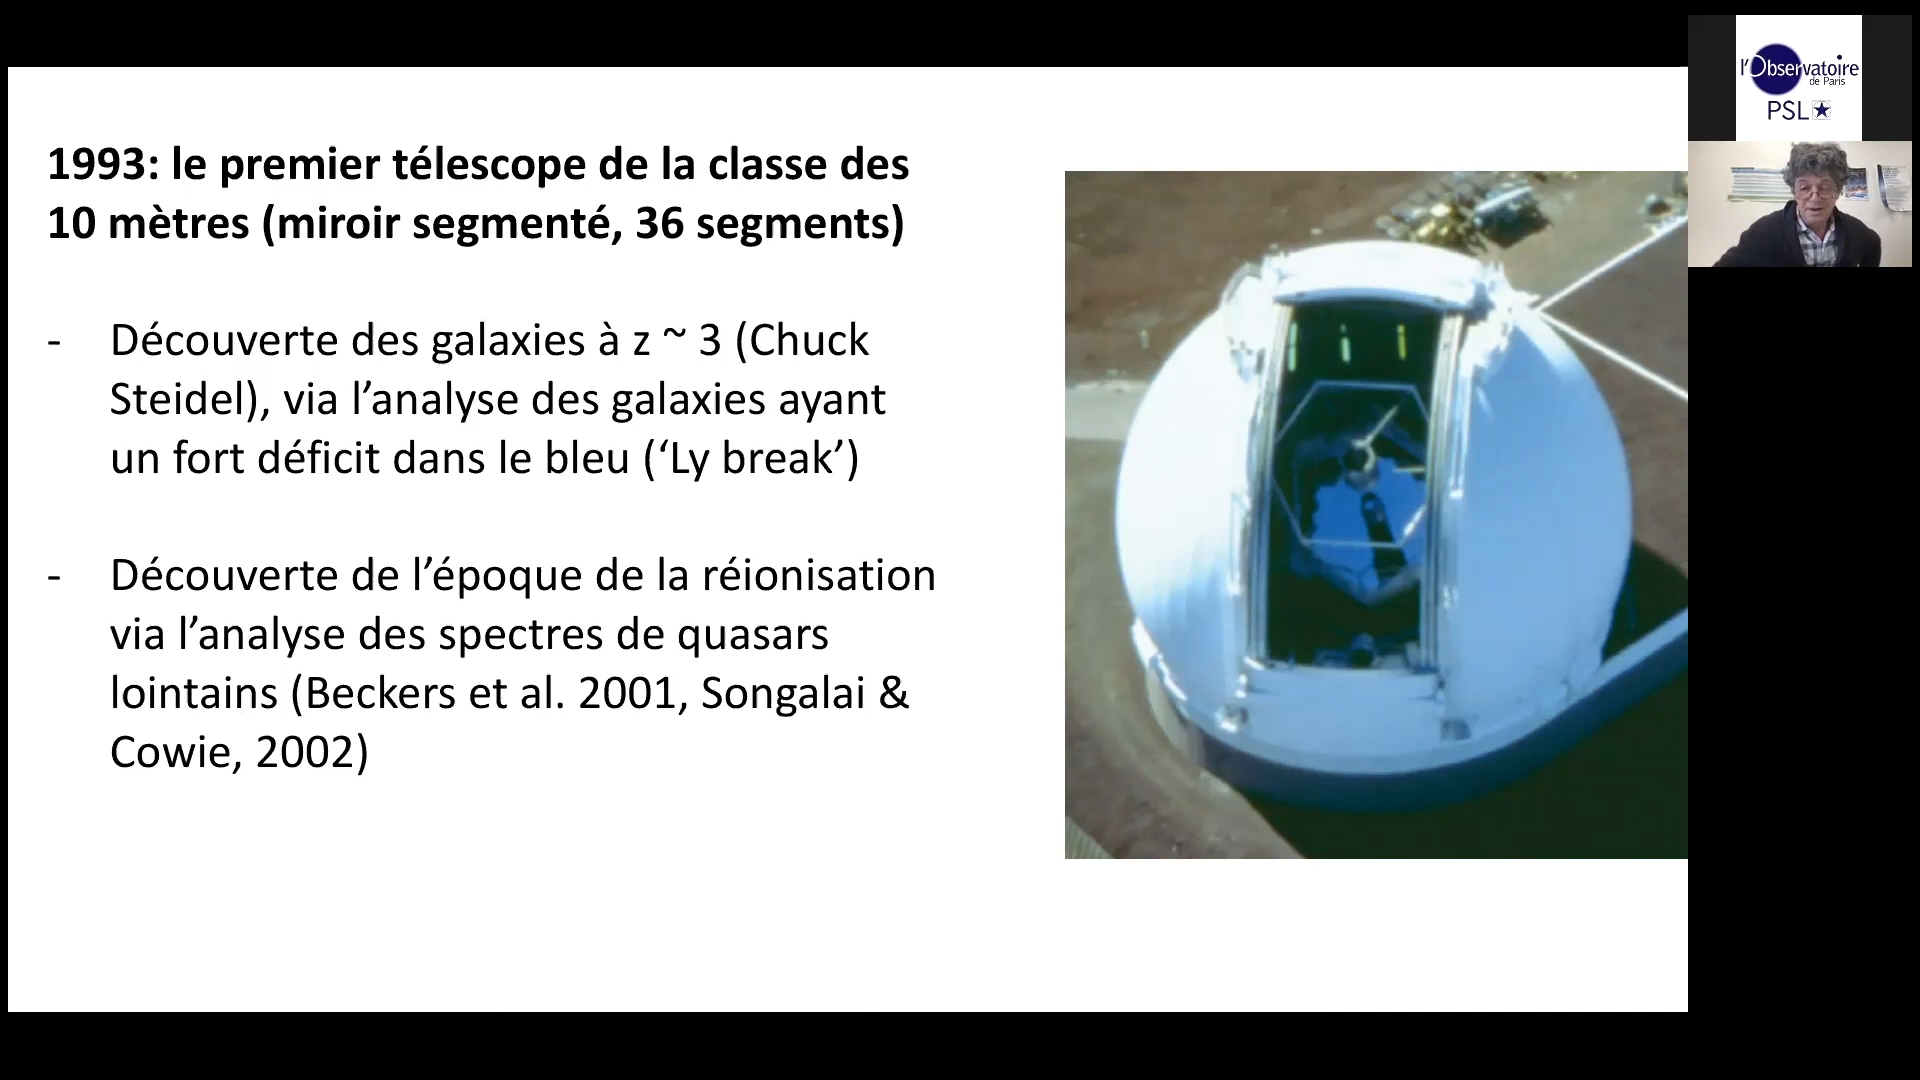 1993: le premier télescope de la classe des
10 mètres (miroir segmenté, 36 segments)
- Découverte des galaxies à z ~ 3 (Chuck
Steidel), via l’analyse des galaxies ayant
un fort déficit dans le bleu (‘Ly break’)
- Découverte de l’époque de la réionisation
via l’analyse des spectres de quasars
lointains (Beckers et al. 2001, Songalai &
Cowie, 2002)
l'Observatoire
de Paris
PSL